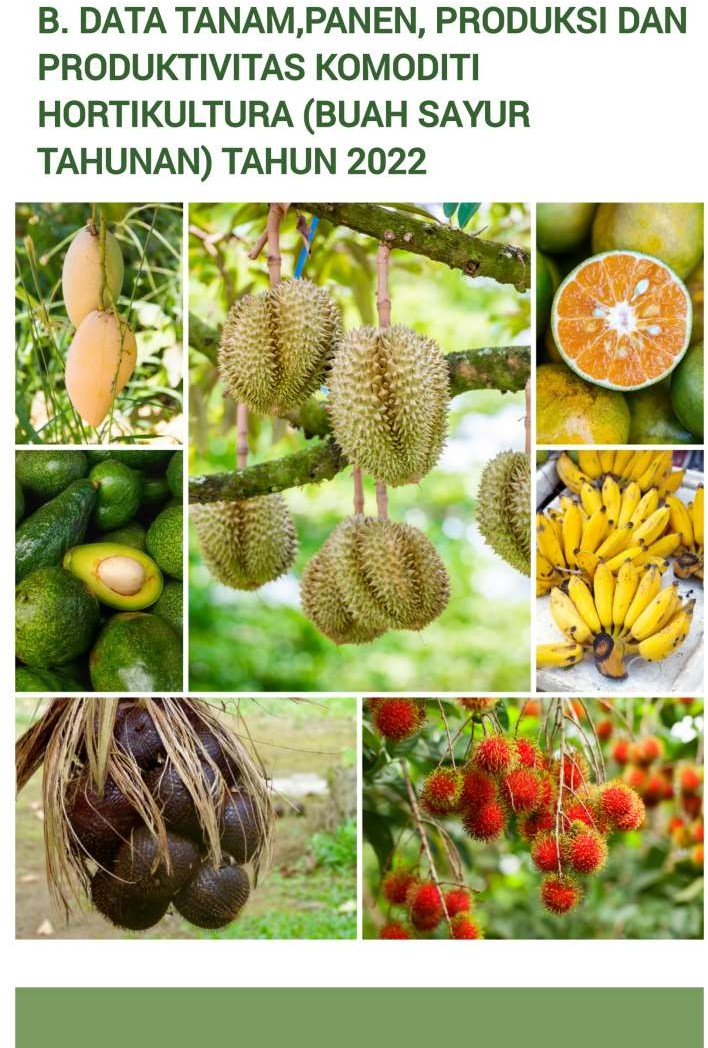 B. DATA TANAM,PANEN, PRODUKSI DAN
PRODUKTIVITAS KOMODITI
HORTIKULTURA (BUAH SAYUR
TAHUNAN) TAHUN 2022